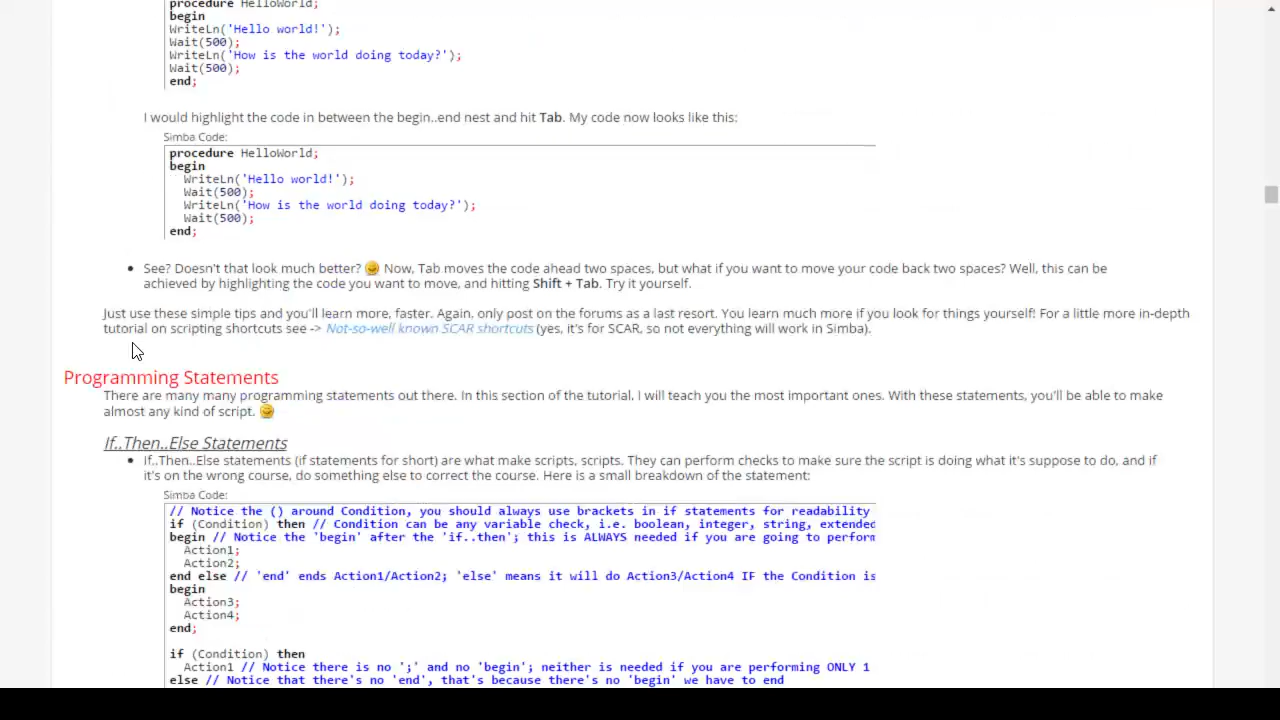 procedure HelloWorld;
begin
WriteLn('Hello world!');
Wait(500);
WriteLn('How is the world doing today?');
Wait(500);
end;
I would highlight the code in between the begin..end nest and hit Tab. My code now looks like this:
Simba Code:
procedure HelloWorld;
begin
  WriteLn('Hello world!');
  Wait(500);
  WriteLn('How is the world doing today?');
  Wait(500);
end;
• See? Doesn't that look much better? Now, Tab moves the code ahead two spaces, but what if you want to move your code back two spaces? Well, this can be
achieved by highlighting the code you want to move, and hitting Shift + Tab. Try it yourself.
Just use these simple tips and you'll learn more, faster. Again, only post on the forums as a last resort. You learn much more if you look for things yourself! For a little more in-depth
tutorial on scripting shortcuts see -> Not-so-well known SCAR shortcuts (yes, it's for SCAR, so not everything will work in Simba).
Programming Statements
There are many many programming statements out there. In this section of the tutorial, I will teach you the most important ones. With these statements, you'll be able to make
almost any kind of script.
If..Then..Else Statements
• If..Then..Else statements (if statements for short) are what make scripts, scripts. They can perform checks to make sure the script is doing what it's suppose to do, and if
it's on the wrong course, do something else to correct the course. Here is a small breakdown of the statement:
Simba Code:
// Notice the () around Condition, you should always use brackets in if statements for readability
if (Condition) then // Condition can be any variable check, i.e. boolean, integer, string, extended
begin // Notice the 'begin' after the 'if..then'; this is ALWAYS needed if you are going to perform
  Action1;
  Action2;
end else // 'end' ends Action1/Action2; 'else' means it will do Action3/Action4 IF the Condition is
begin
  Action3;
  Action4;
end;
if (Condition) then
  Action1 // Notice there is no ';' and no 'begin'; neither is needed if you are performing ONLY 1
else // Notice that there's no 'end', that's because there's no 'begin' we have to end